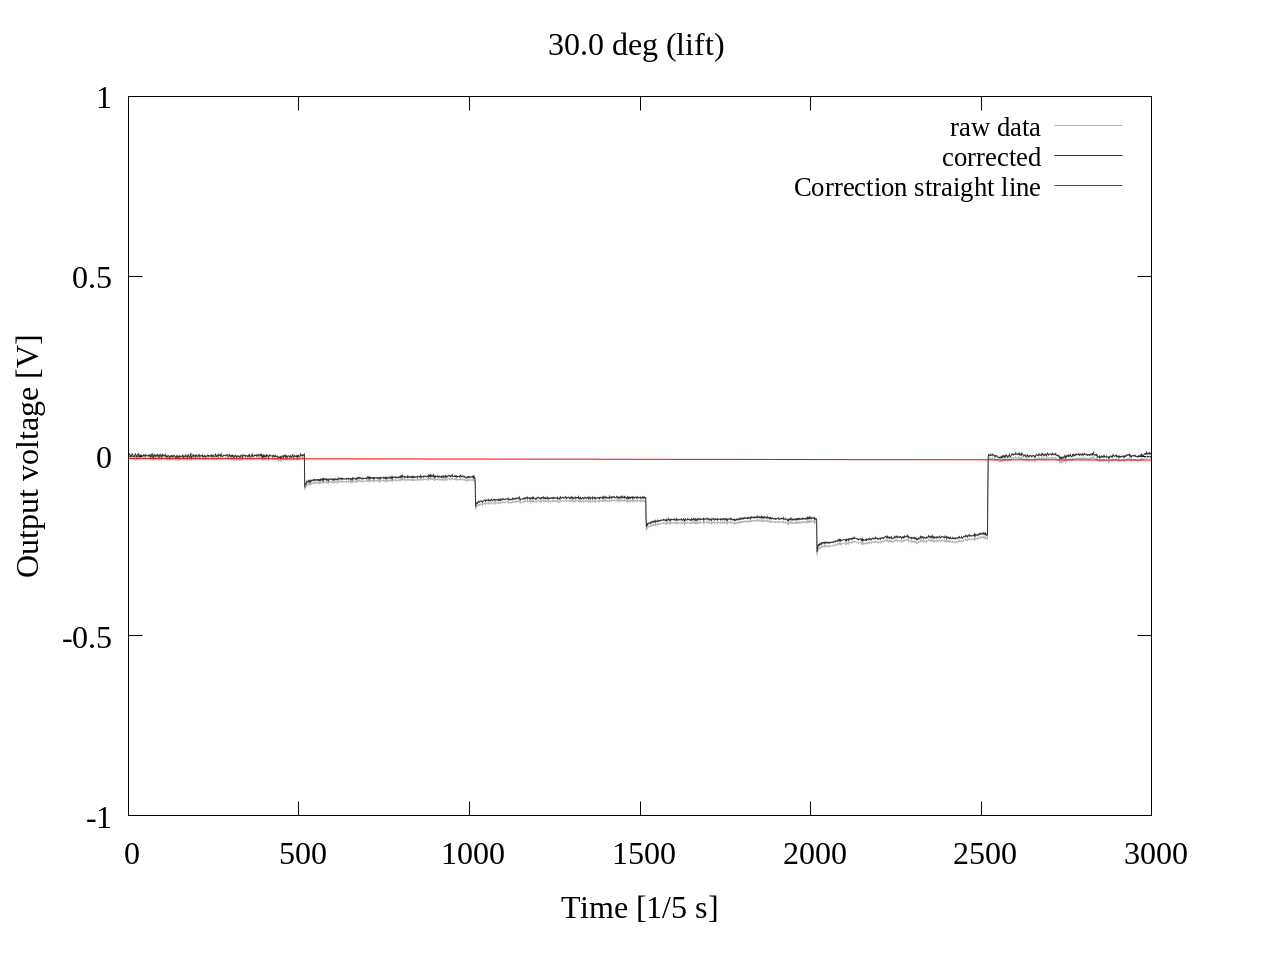 30.0 deg (lift)
1
raw data
corrected
Correction straight line
0.5
0
-0.5
-1
Output voltage [V]
0 500 1000 1500 2000 2500 3000
Time [1/5 s]